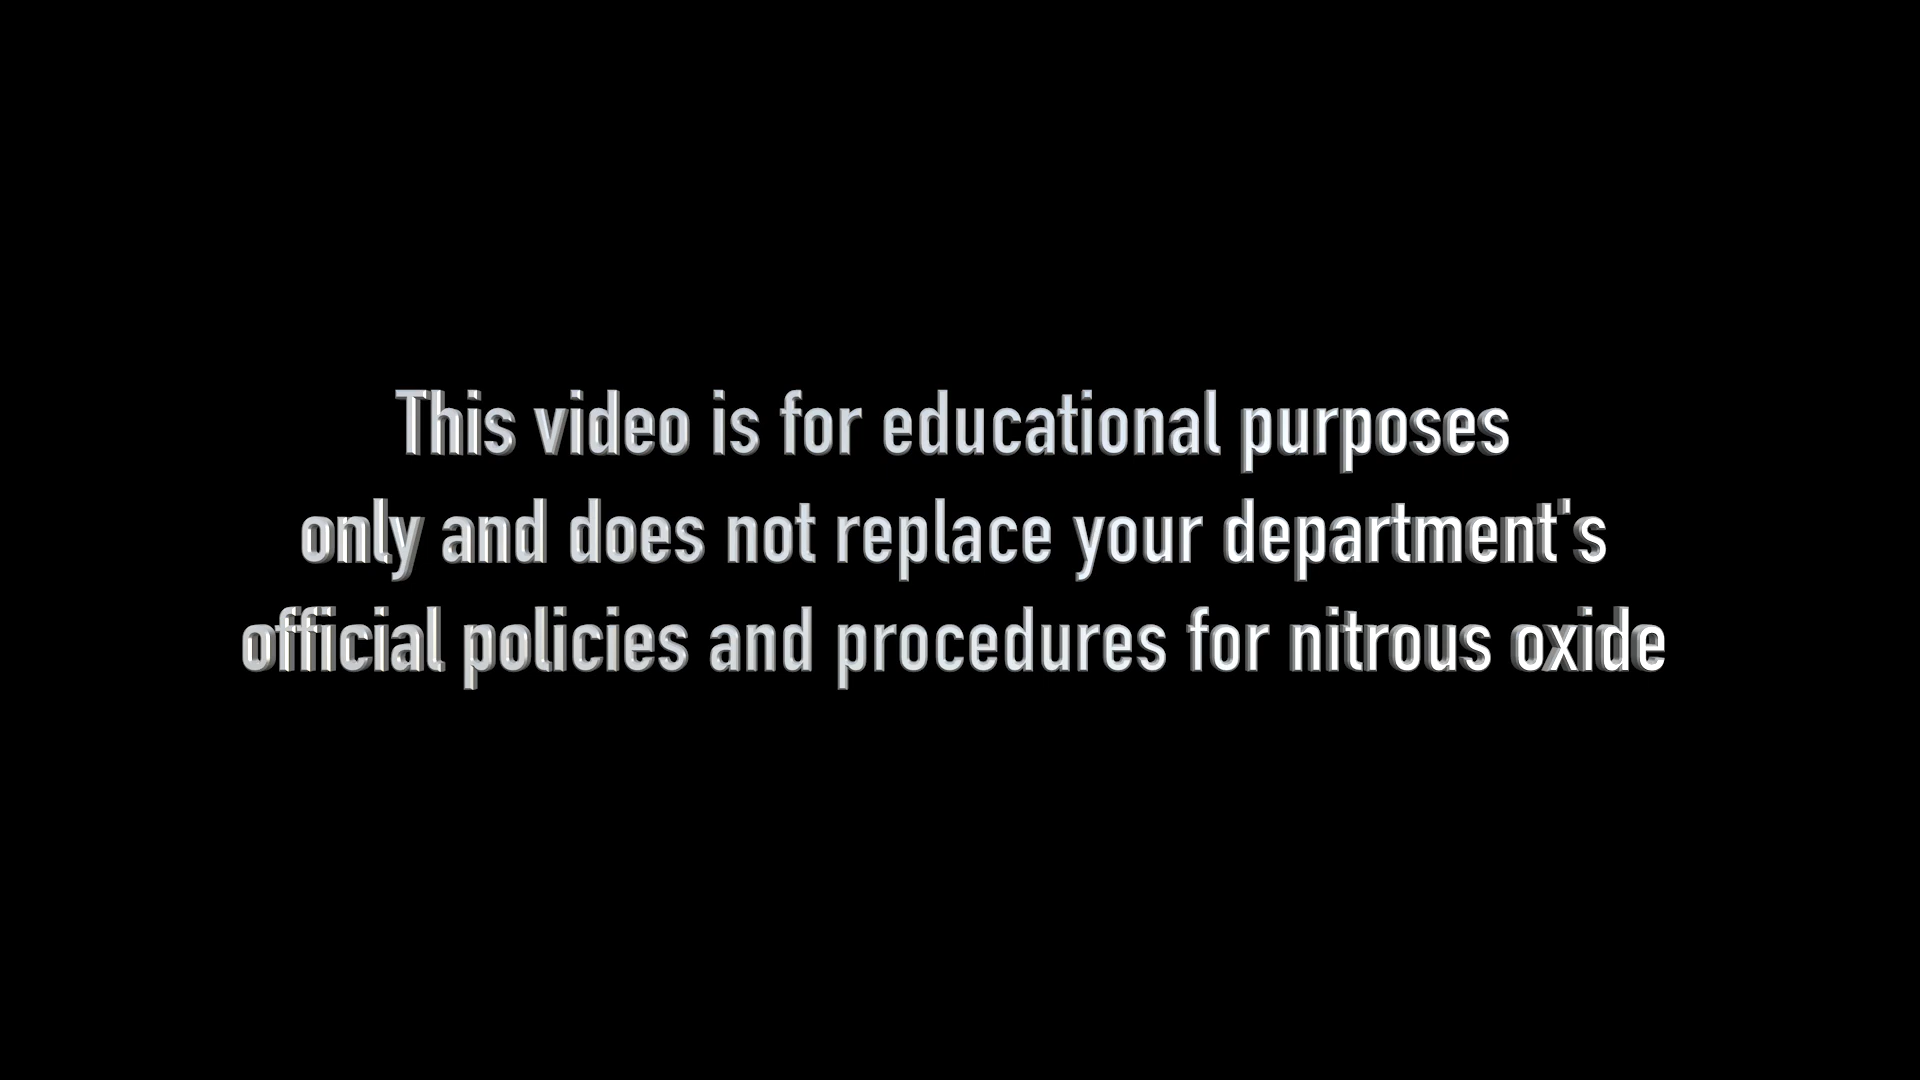 This video is for educational purposes
only and does not replace your department's
official policies and procedures for nitrous oxide